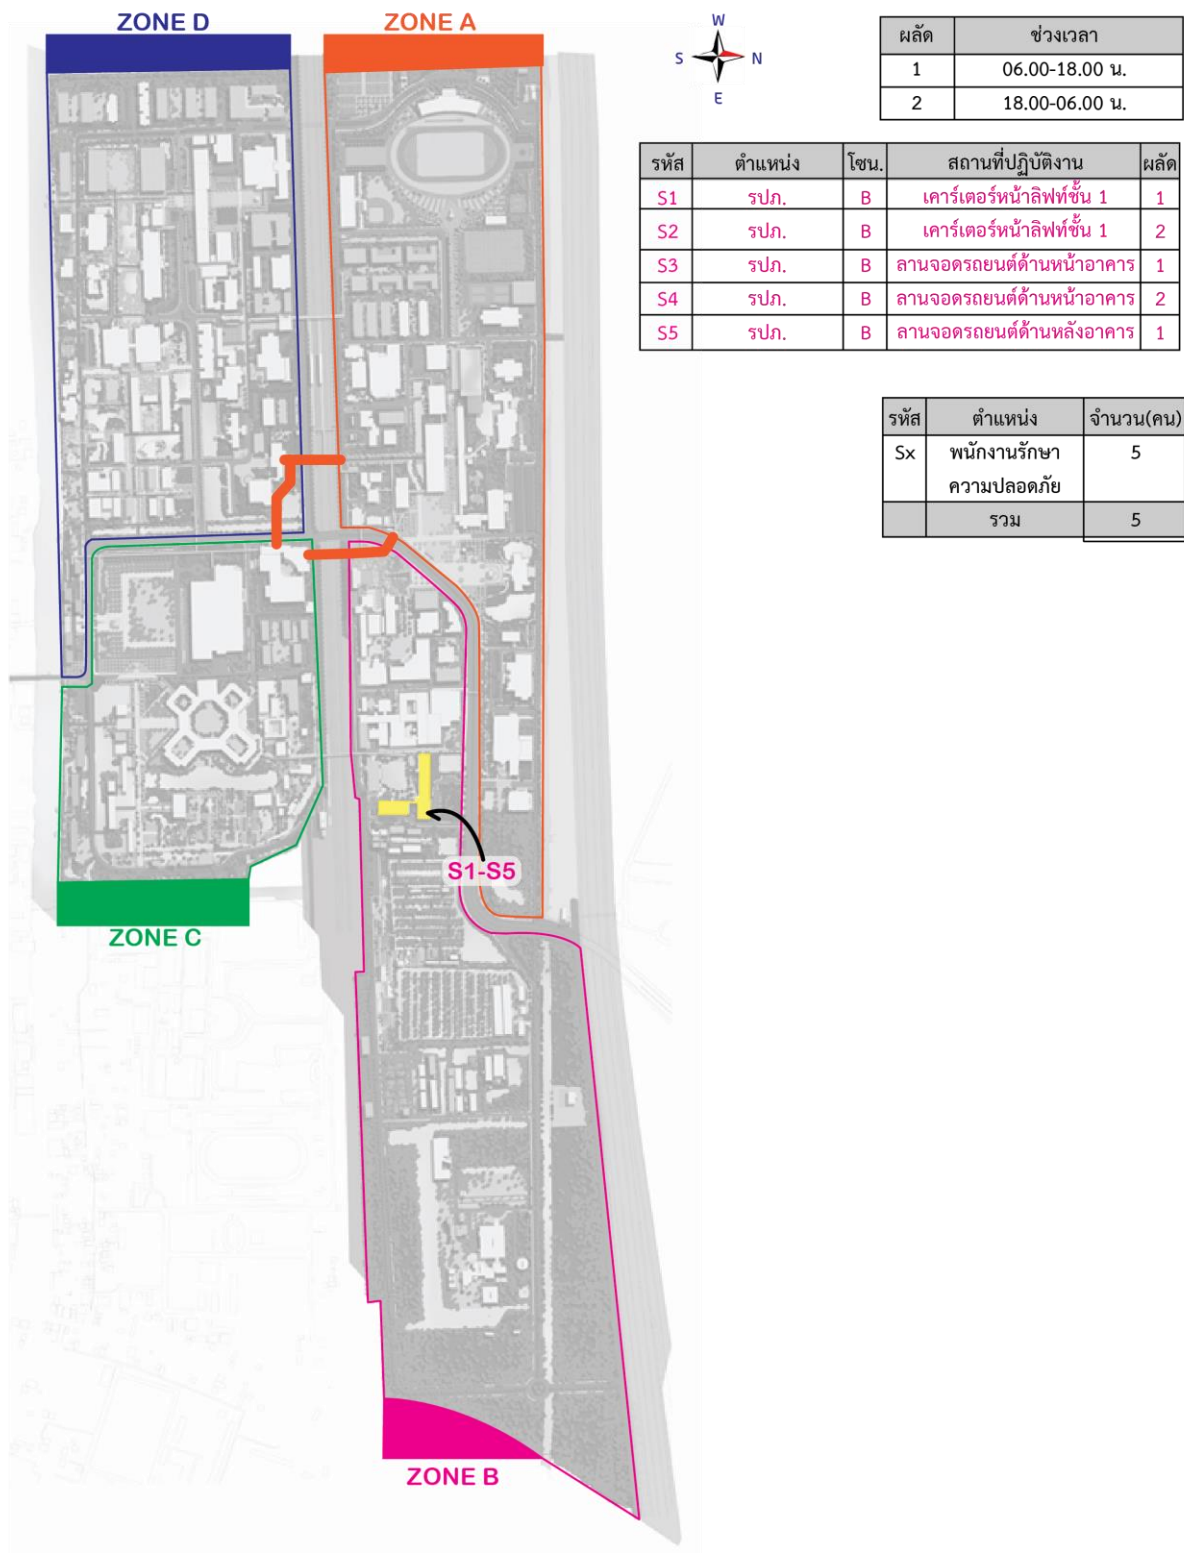 ZONE D
ZONE A
W
S
N
E
ผลัด ช่วงเวลา
1 06.00-18.00 น.
2 18.00-06.00 น.
รหัส ตำแหน่ง โซน. สถานที่ปฏิบัติงาน ผลัด
S1 รปภ. B เคาร์เตอร์หน้าลิฟท์ชั้น 1 1
S2 รปภ. B เคาร์เตอร์หน้าลิฟท์ชั้น 1 2
S3 รปภ. B ลานจอดรถยนต์ด้านหน้าอาคาร 1
S4 รปภ. B ลานจอดรถยนต์ด้านหน้าอาคาร 2
S5 รปภ. B ลานจอดรถยนต์ด้านหลังอาคาร 1
รหัส ตำแหน่ง จำนวน(คน)
Sx พนักงานรักษา 5
ความปลอดภัย
รวม 5
S1-S5
ZONE C
ZONE B